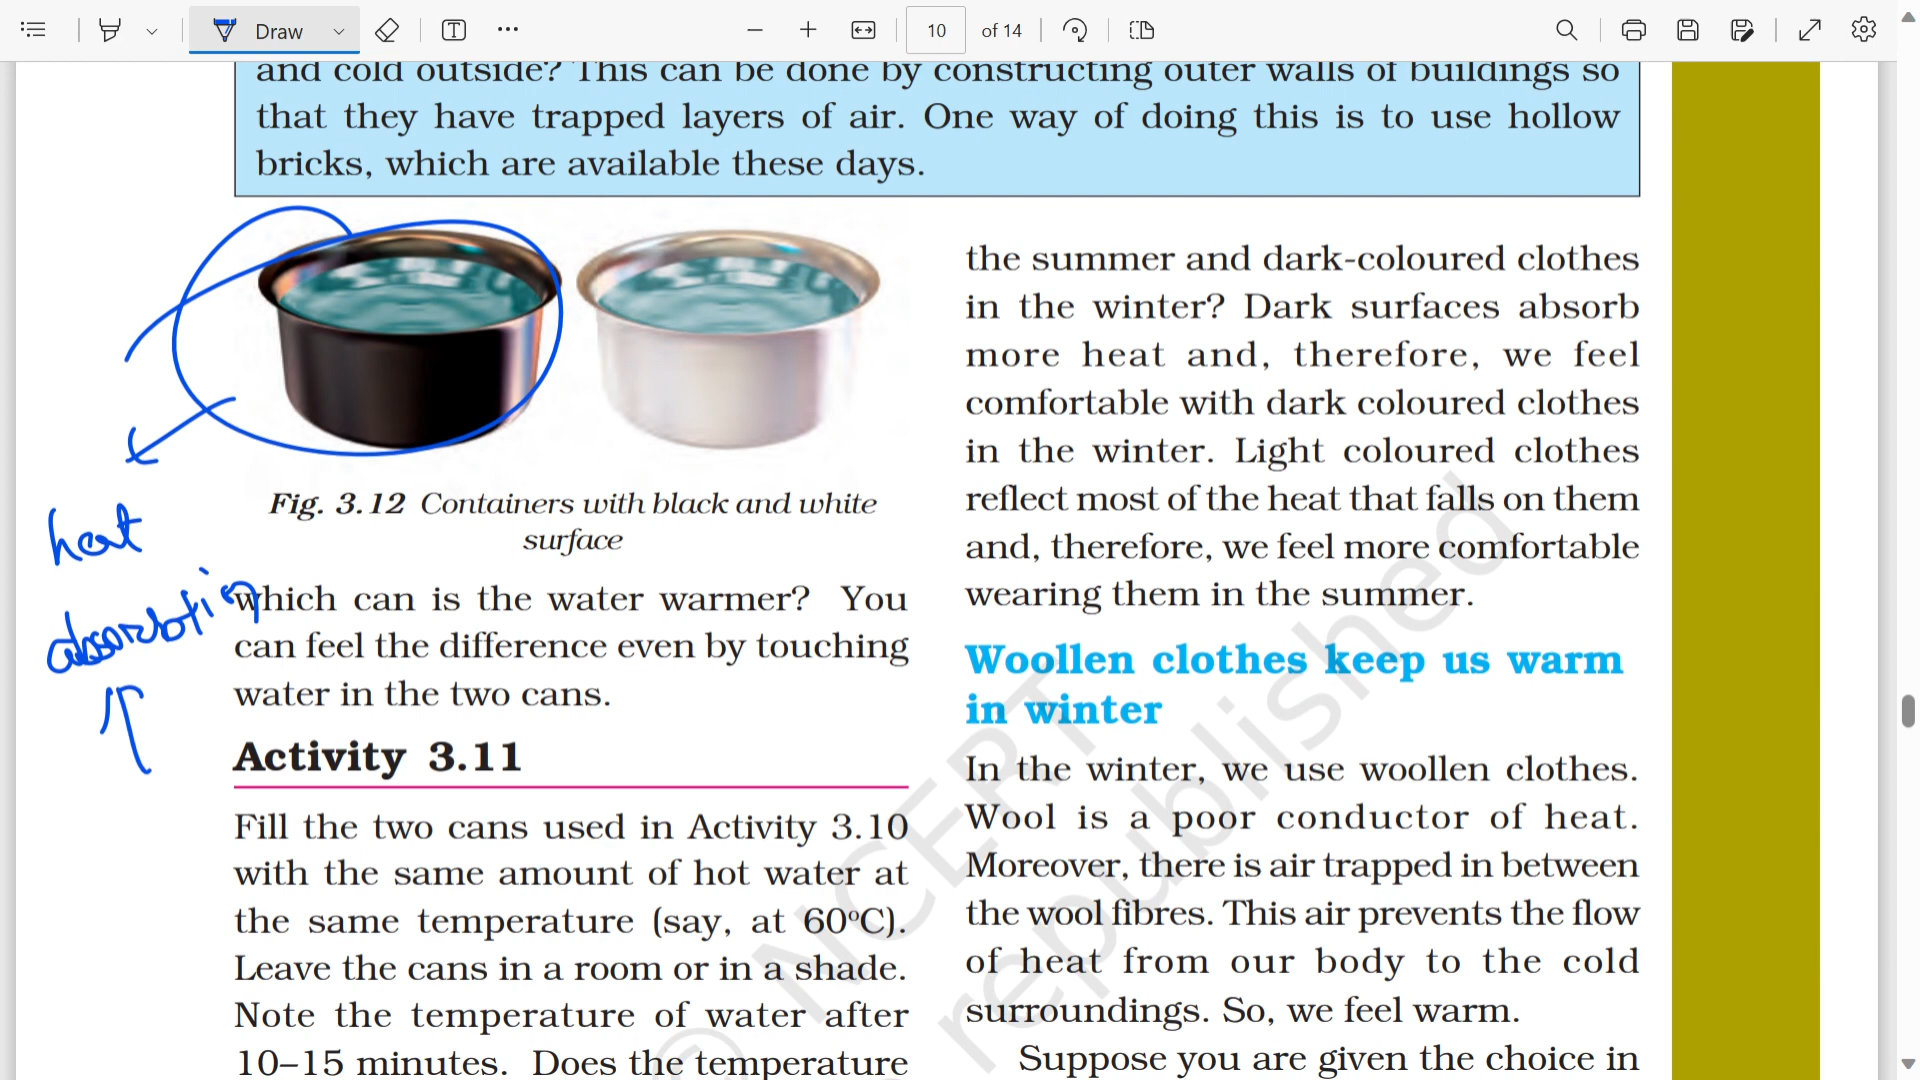 Draw
10 of 14
and cold outside? This can be done by constructing outer walls of buildings so
that they have trapped layers of air. One way of doing this is to use hollow
bricks, which are available these days.
Fig. 3.12 Containers with black and white
surface
heat
absorbtion
which can is the water warmer? You
can feel the difference even by touching
water in the two cans.
Activity 3.11
Fill the two cans used in Activity 3.10
with the same amount of hot water at
the same temperature (say, at 60°C).
Leave the cans in a room or in a shade.
Note the temperature of water after
10–15 minutes. Does the temperature
the summer and dark-coloured clothes
in the winter? Dark surfaces absorb
more heat and, therefore, we feel
comfortable with dark coloured clothes
in the winter. Light coloured clothes
reflect most of the heat that falls on them
and, therefore, we feel more comfortable
wearing them in the summer.
Woollen clothes keep us warm
in winter
In the winter, we use woollen clothes.
Wool is a poor conductor of heat.
Moreover, there is air trapped in between
the wool fibres. This air prevents the flow
of heat from our body to the cold
surroundings. So, we feel warm.
Suppose you are given the choice in
© NCERT
republished